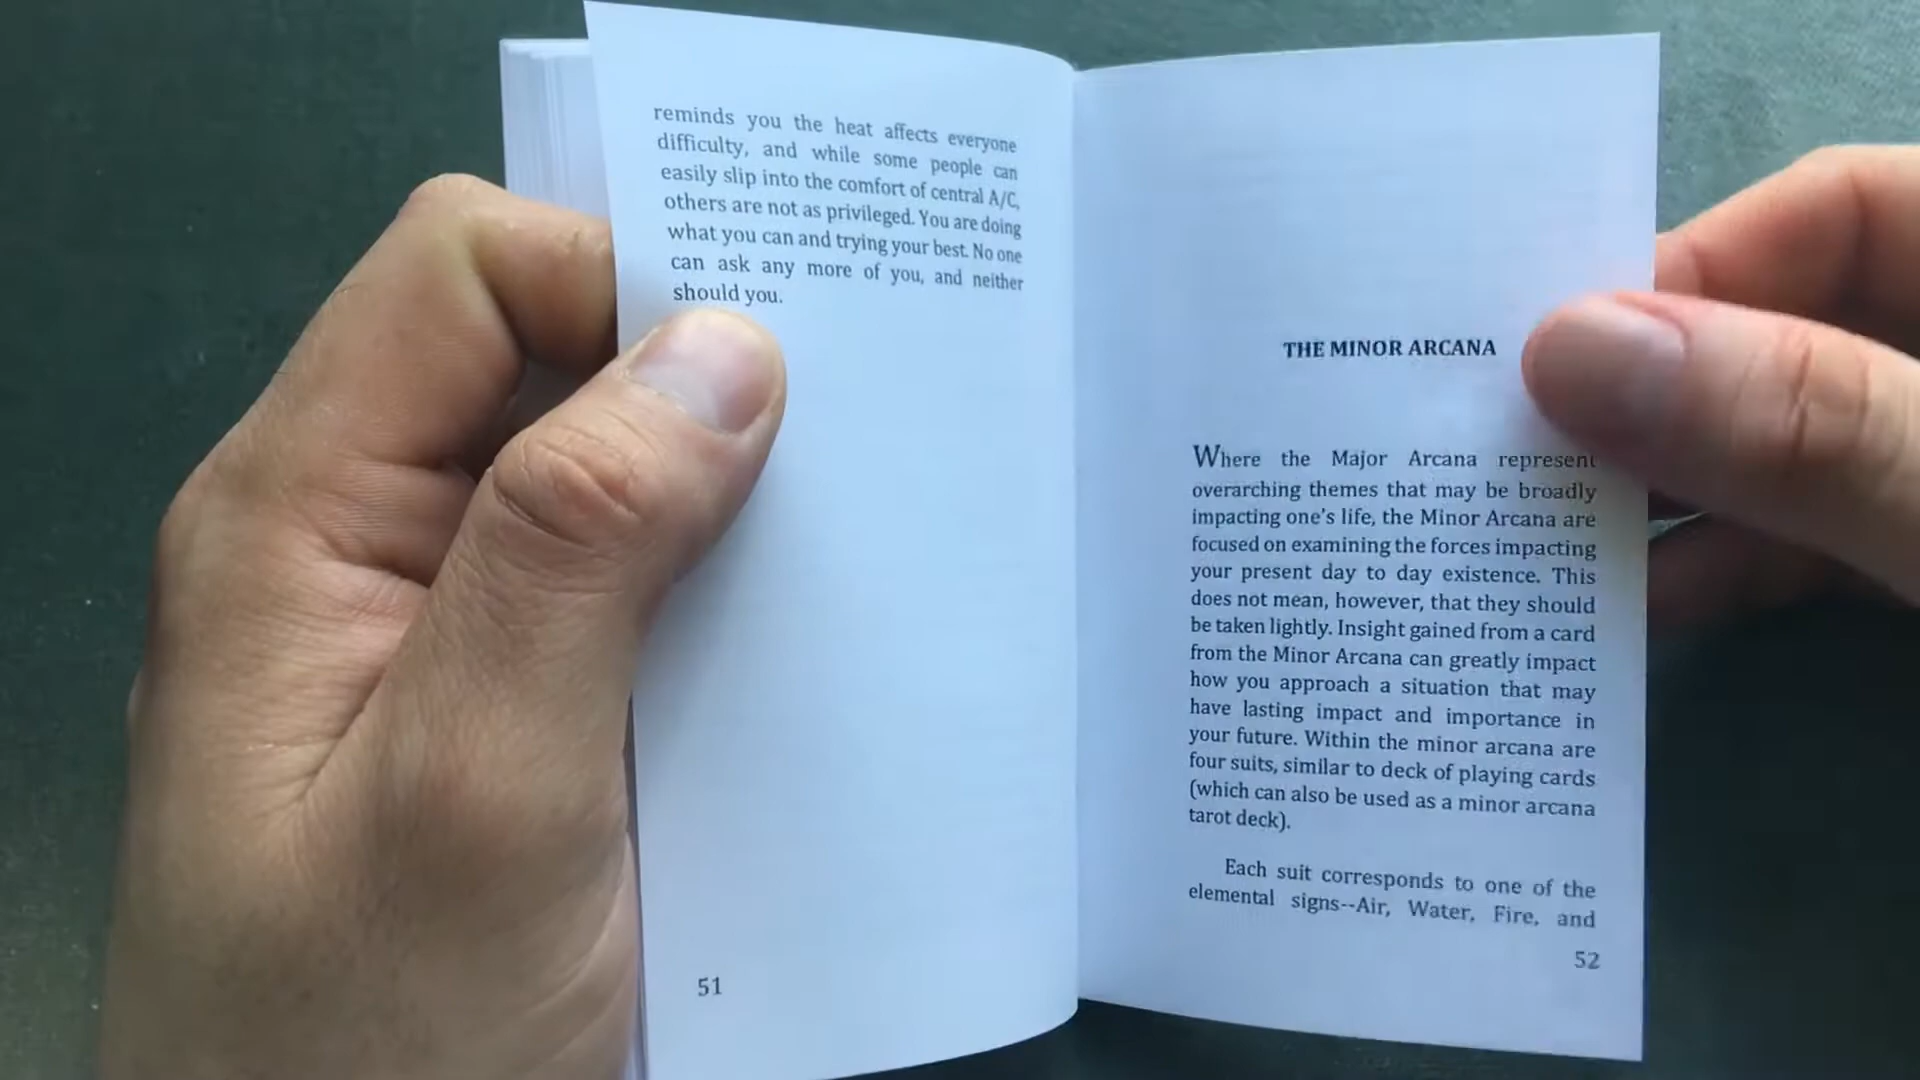 reminds you the heat affects everyone
difficulty, and while some people can
easily slip into the comfort of central A/C,
others are not as privileged. You are doing
what you can and trying your best. No one
can ask any more of you, and neither
should you.
51
THE MINOR ARCANA
Where the Major Arcana represent
overarching themes that may be broadly
impacting one's life, the Minor Arcana are
focused on examining the forces impacting
your present day to day existence. This
does not mean, however, that they should
be taken lightly. Insight gained from a card
from the Minor Arcana can greatly impact
how you approach a situation that may
have lasting impact and importance in
your future. Within the minor arcana are
four suits, similar to deck of playing cards
(which can also be used as a minor arcana
tarot deck).
Each suit corresponds to one of the
elemental signs--Air, Water, Fire, and
52